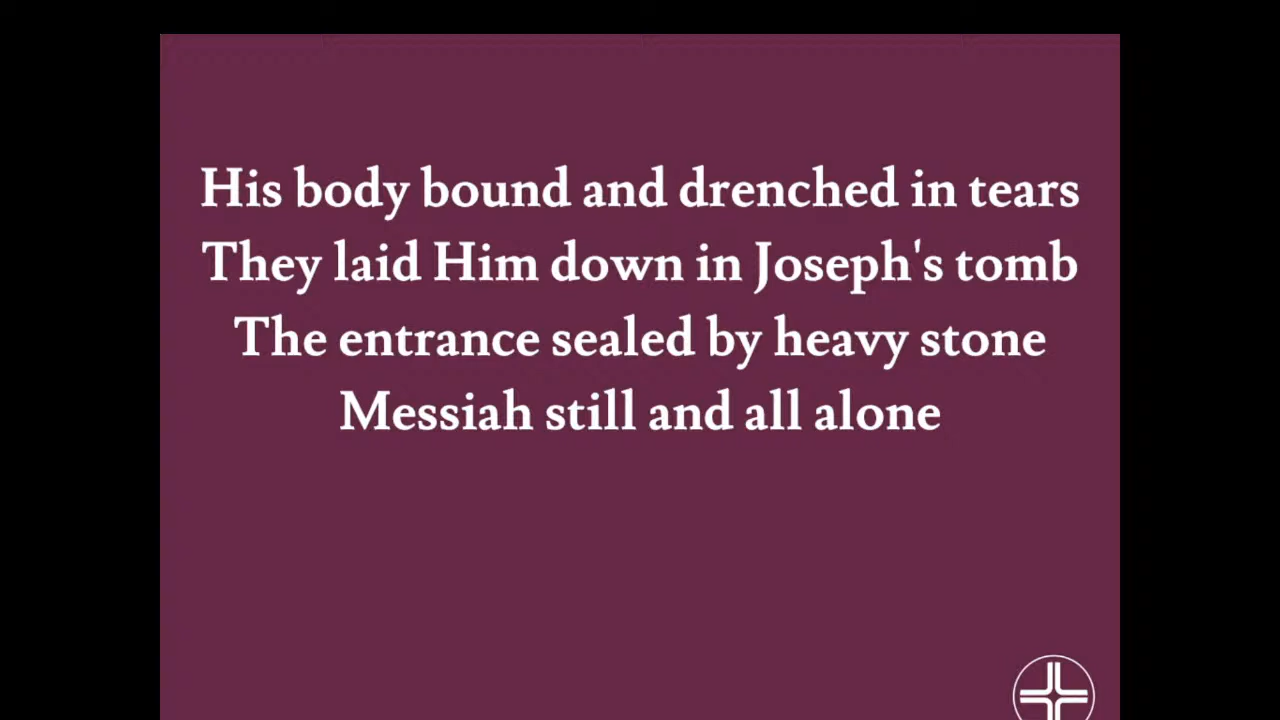 His body bound and drenched in tears
They laid Him down in Joseph's tomb
The entrance sealed by heavy stone
Messiah still and all alone